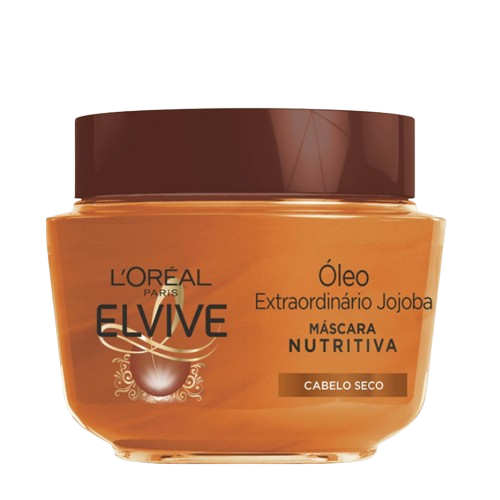 L'ORÉAL
PARIS
ELVIVE
Óleo
Extraordinário Jojoba
MÁSCARA
NUTRITIVA
CABELO SECO